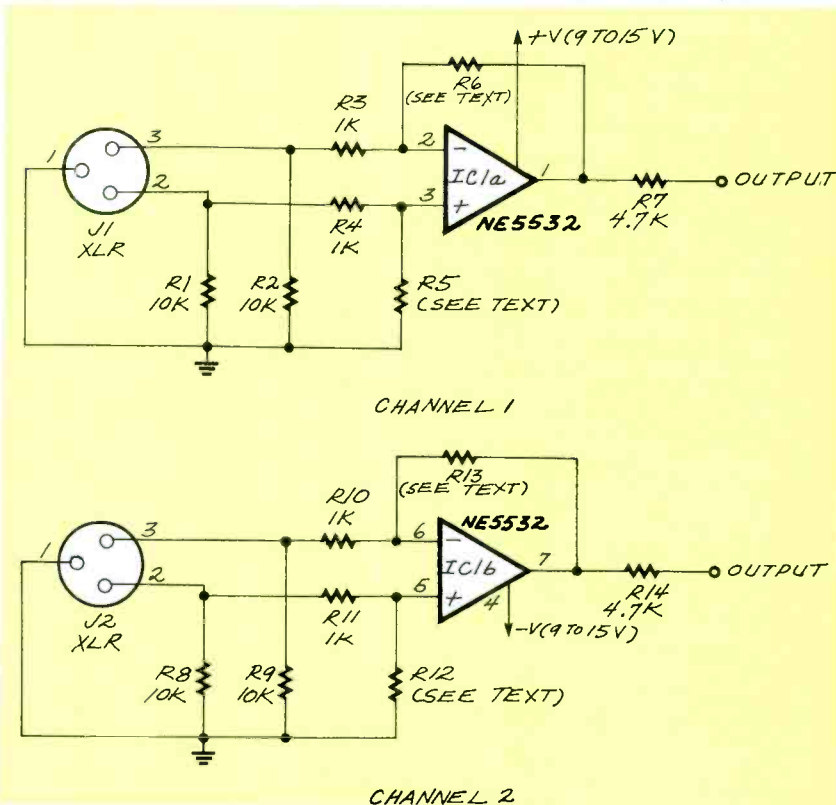 +V(9 TO 15 V)
R6
(SEE TEXT)
R3
1K
3
2
1
1
IC1a
2
3
R4
1K
NE5532
R7
4.7K
OUTPUT
J1
XLR
R1
10K
R2
10K
R5
(SEE TEXT)
CHANNEL 1
R13
(SEE TEXT)
R10
1K
NE5532
3
6
7
1
IC1b
2
5
4
OUTPUT
R14
4.7K
R11
1K
-V(9 TO 15V)
J2
XLR
R8
10K
R9
10K
R12
(SEE TEXT)
CHANNEL 2